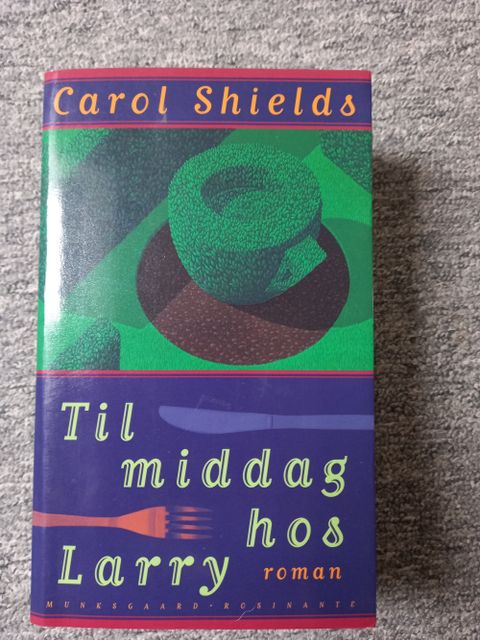 Carol Shields
Til
middag
hos
Larry
roman
MUNKSGAARD · ROSINANTE